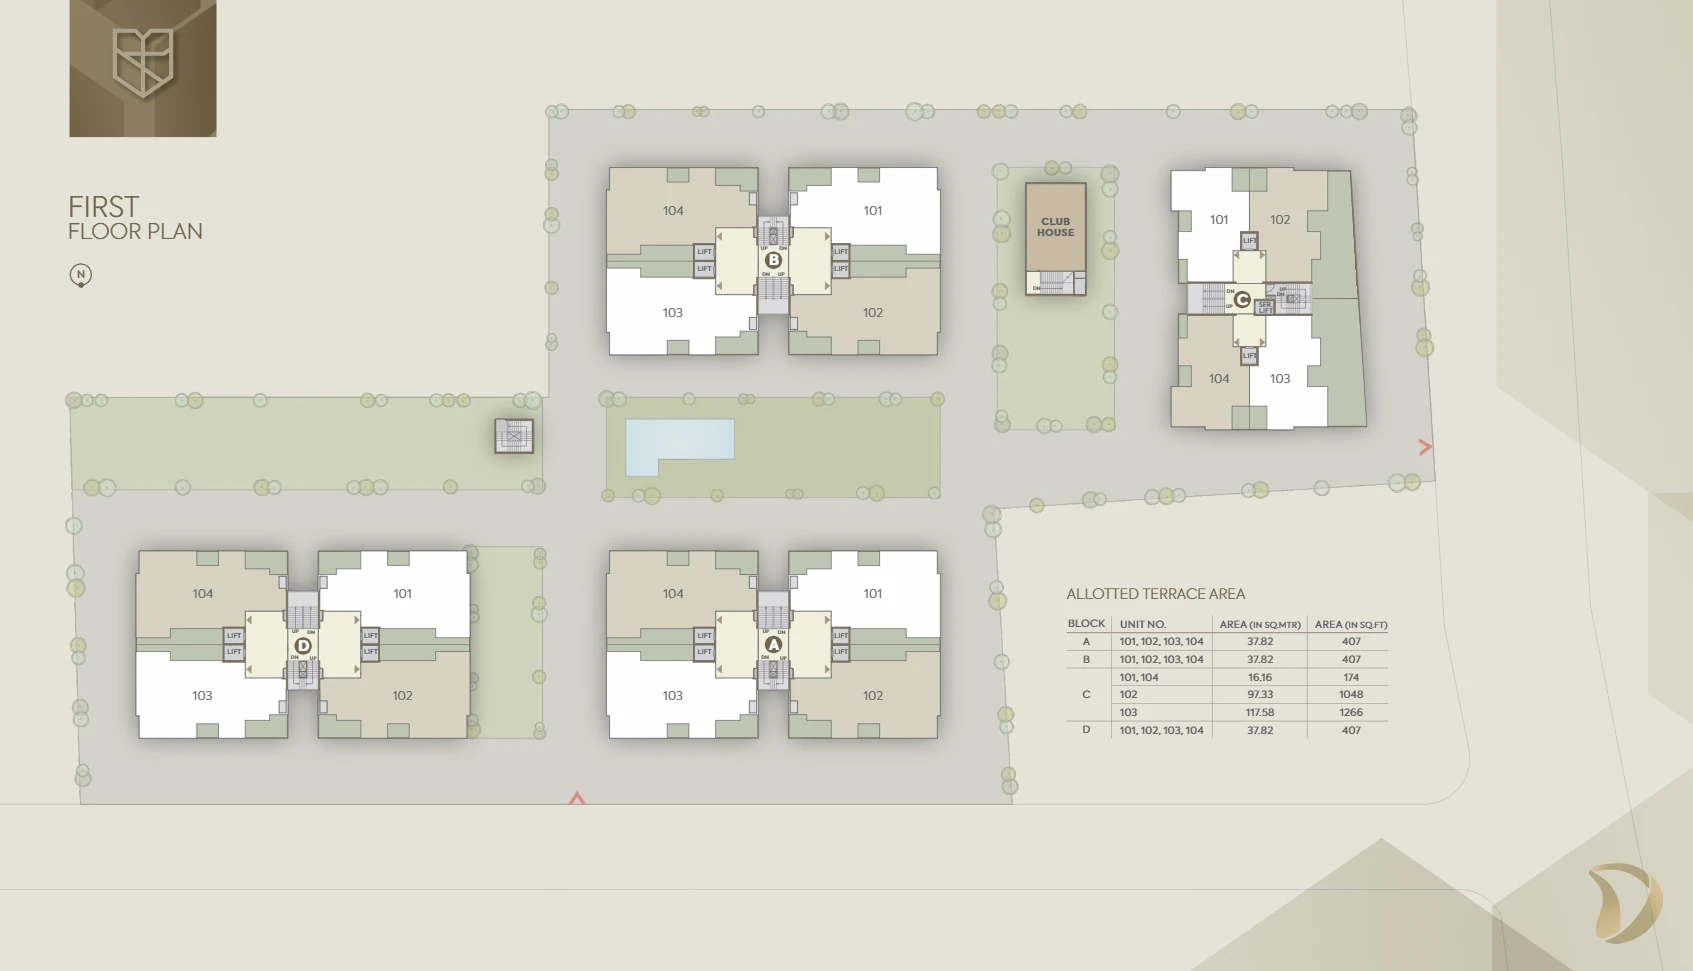 FIRST
FLOOR PLAN
N
104
101
LIFT
LIFT
UP DN
B
DN UP
LIFT
LIFT
103
102
CLUB
HOUSE
DN
101
102
LIFT
DN
UP
C
UP
DN
SER.
LIFT
LIFT
104
103
104
101
LIFT
LIFT
UP DN
D
DN UP
LIFT
LIFT
103
102
104
101
LIFT
LIFT
UP DN
A
DN UP
LIFT
LIFT
103
102
ALLOTTED TERRACE AREA
BLOCK UNIT NO. AREA (IN SQ.MTR) AREA (IN SQ.FT)
A 101, 102, 103, 104 37.82 407
B 101, 102, 103, 104 37.82 407
101, 104 16.16 174
C 102 97.33 1048
103 117.58 1266
D 101, 102, 103, 104 37.82 407